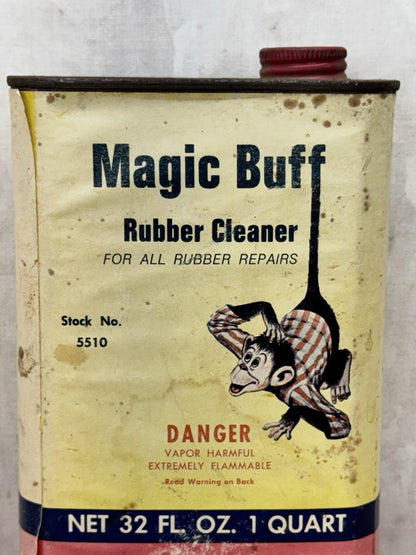 Magic Buff
Rubber Cleaner
FOR ALL RUBBER REPAIRS
Stock No.
5510
DANGER
VAPOR HARMFUL
EXTREMELY FLAMMABLE
Read Warning on Back
NET 32 FL. OZ. 1 QUART